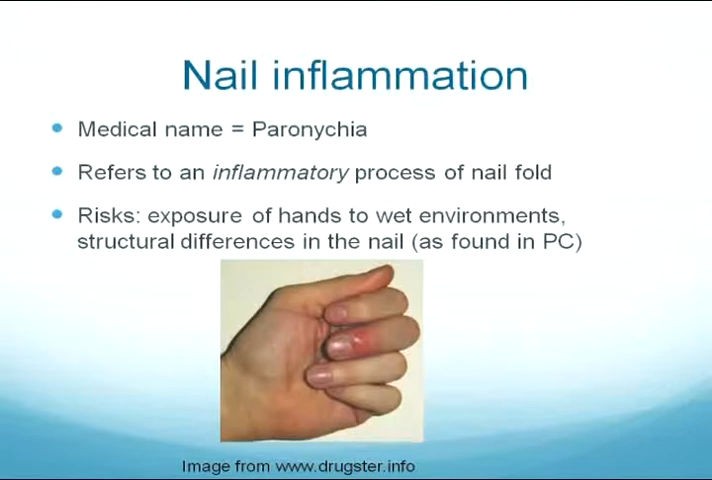 Nail inflammation
Medical name = Paronychia
Refers to an inflammatory process of nail fold
Risks: exposure of hands to wet environments,
structural differences in the nail (as found in PC)
Image from www.drugster.info